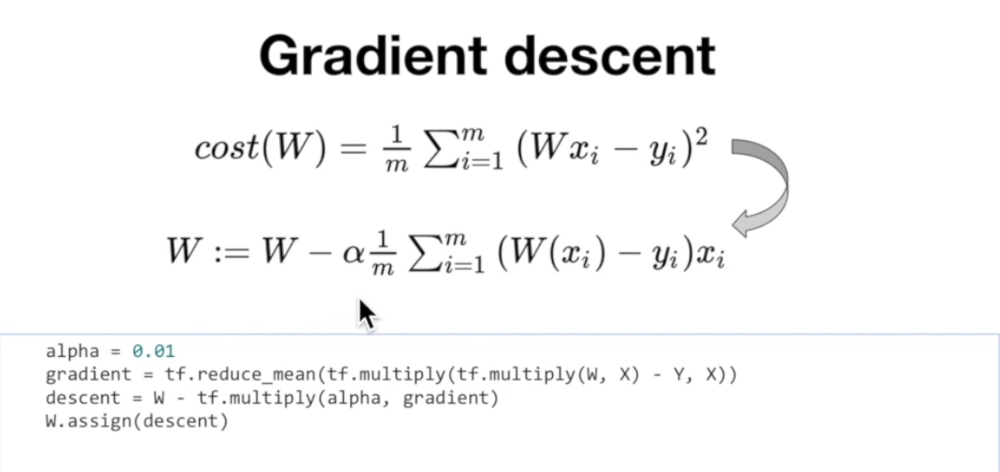 Gradient descent
cost(W) = \frac{1}{m} \sum_{i=1}^{m} (Wx_i - y_i)^2
W := W - α\frac{1}{m} \sum_{i=1}^{m} (W(x_i) - y_i)x_i
alpha = 0.01
gradient = tf.reduce_mean(tf.multiply(tf.multiply(W, X) - Y, X))
descent = W - tf.multiply(alpha, gradient)
W.assign(descent)